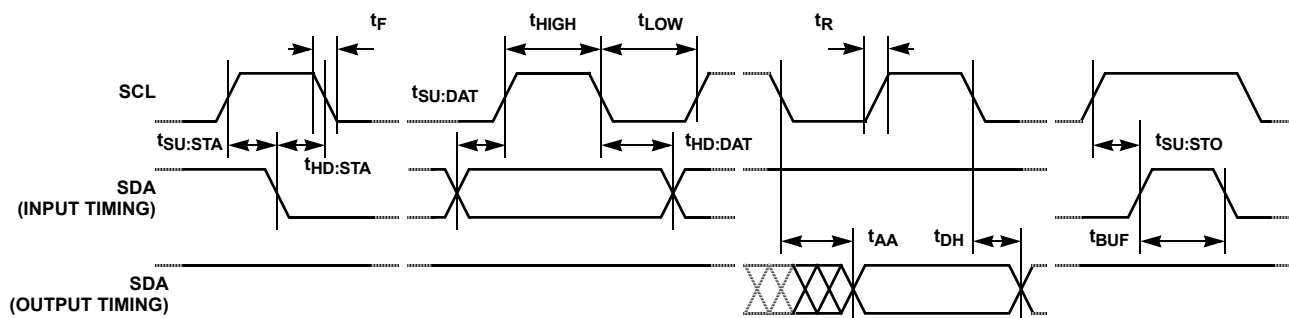 tF
tHIGH
tLOW
tR
SCL
tSU:DAT
tSU:STA
tHD:STA
tHD:DAT
tSU:STO
SDA
(INPUT TIMING)
tAA
tDH
tBUF
SDA
(OUTPUT TIMING)